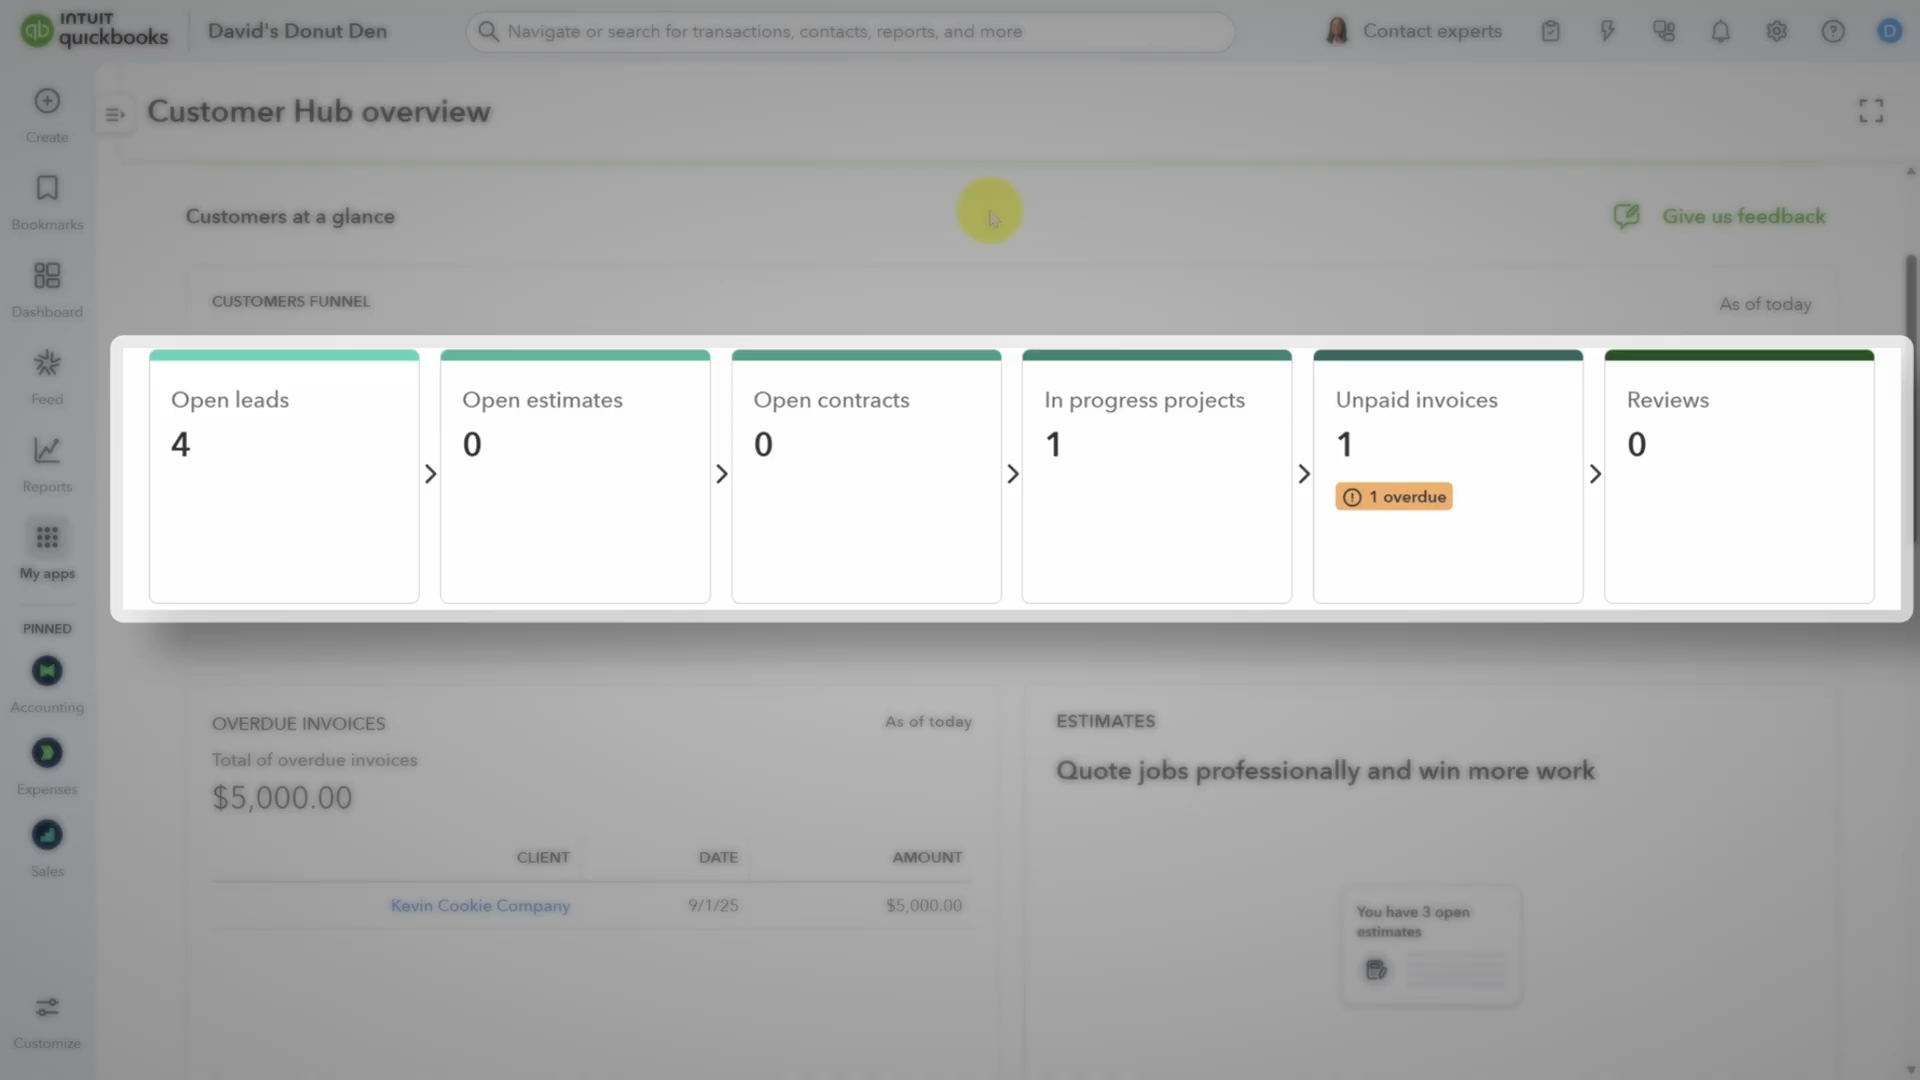 INTUIT
quickbooks
David's Donut Den
Navigate or search for transactions, contacts, reports, and more
Contact experts
D
Create
Bookmarks
Dashboard
Feed
Reports
My apps
PINNED
Accounting
Expenses
Sales
Customize
Customer Hub overview
Customers at a glance
Give us feedback
CUSTOMERS FUNNEL
As of today
Open leads
4
Open estimates
0
Open contracts
0
In progress projects
1
Unpaid invoices
1
1 overdue
Reviews
0
OVERDUE INVOICES
As of today
Total of overdue invoices
$5,000.00
CLIENT DATE AMOUNT
Kevin Cookie Company 9/1/25 $5,000.00
ESTIMATES
Quote jobs professionally and win more work
You have 3 open
estimates